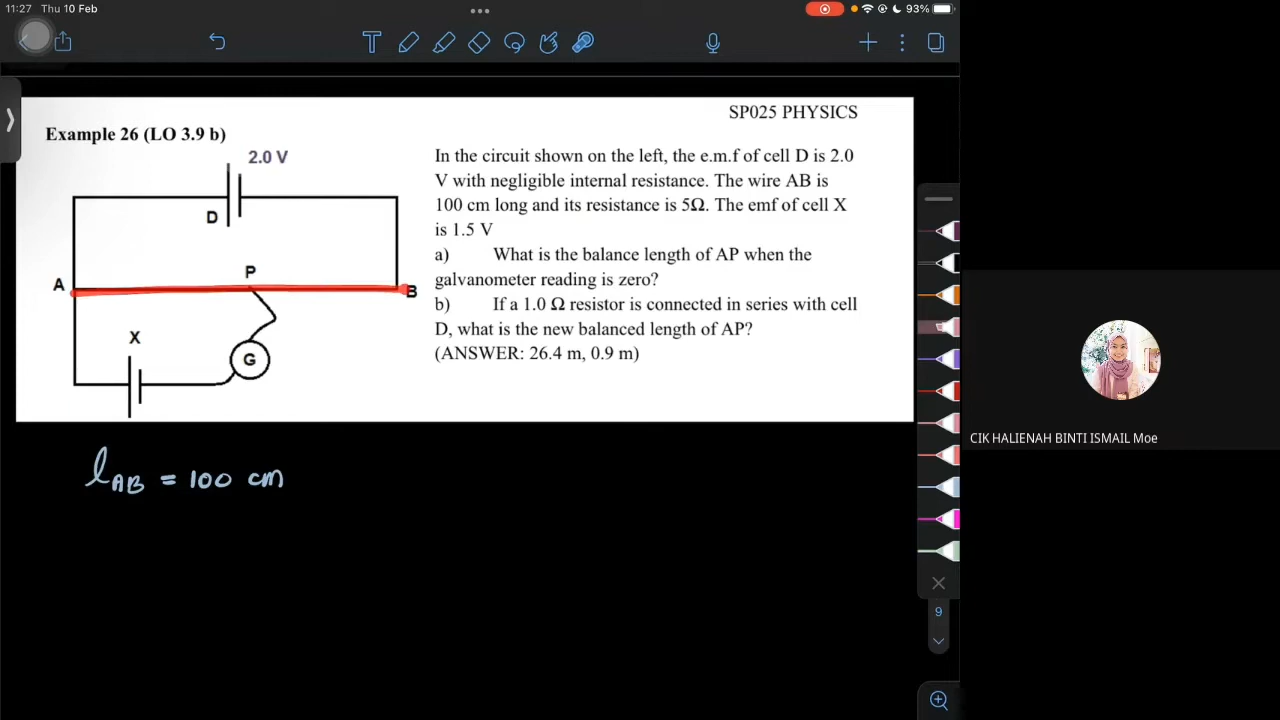 11:27 Thu 10 Feb
93%
T
SP025 PHYSICS
Example 26 (LO 3.9 b)
2.0 V
D
A
P
B
X
G
In the circuit shown on the left, the e.m.f of cell D is 2.0
V with negligible internal resistance. The wire AB is
100 cm long and its resistance is 5Ω. The emf of cell X
is 1.5 V
a) What is the balance length of AP when the
galvanometer reading is zero?
b) If a 1.0 Ω resistor is connected in series with cell
D, what is the new balanced length of AP?
(ANSWER: 26.4 m, 0.9 m)
l_AB = 100 cm
9
CIK HALIENAH BINTI ISMAIL Moe